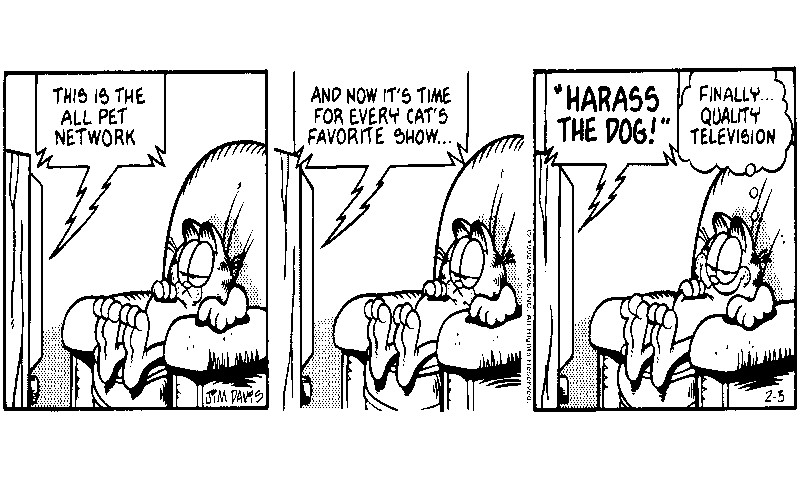 THIS IS THE
ALL PET
NETWORK
JIM DAVIS
AND NOW IT'S TIME
FOR EVERY CAT'S
FAVORITE SHOW...
"HARASS
THE DOG!"
FINALLY...
QUALITY
TELEVISION
2-3